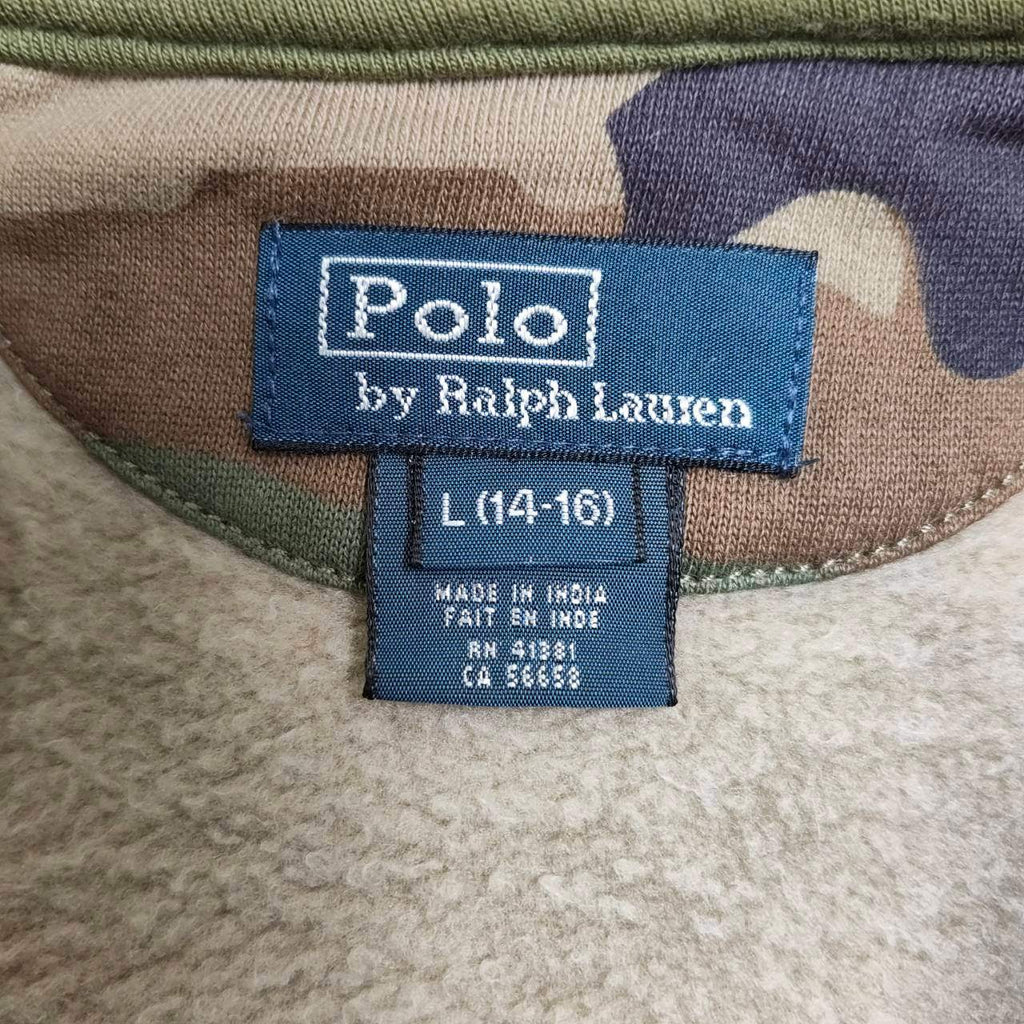 Polo
by Ralph Lauren
L (14-16)
MADE IN INDIA
FAIT EN INDE
RN 41381
CA 56658